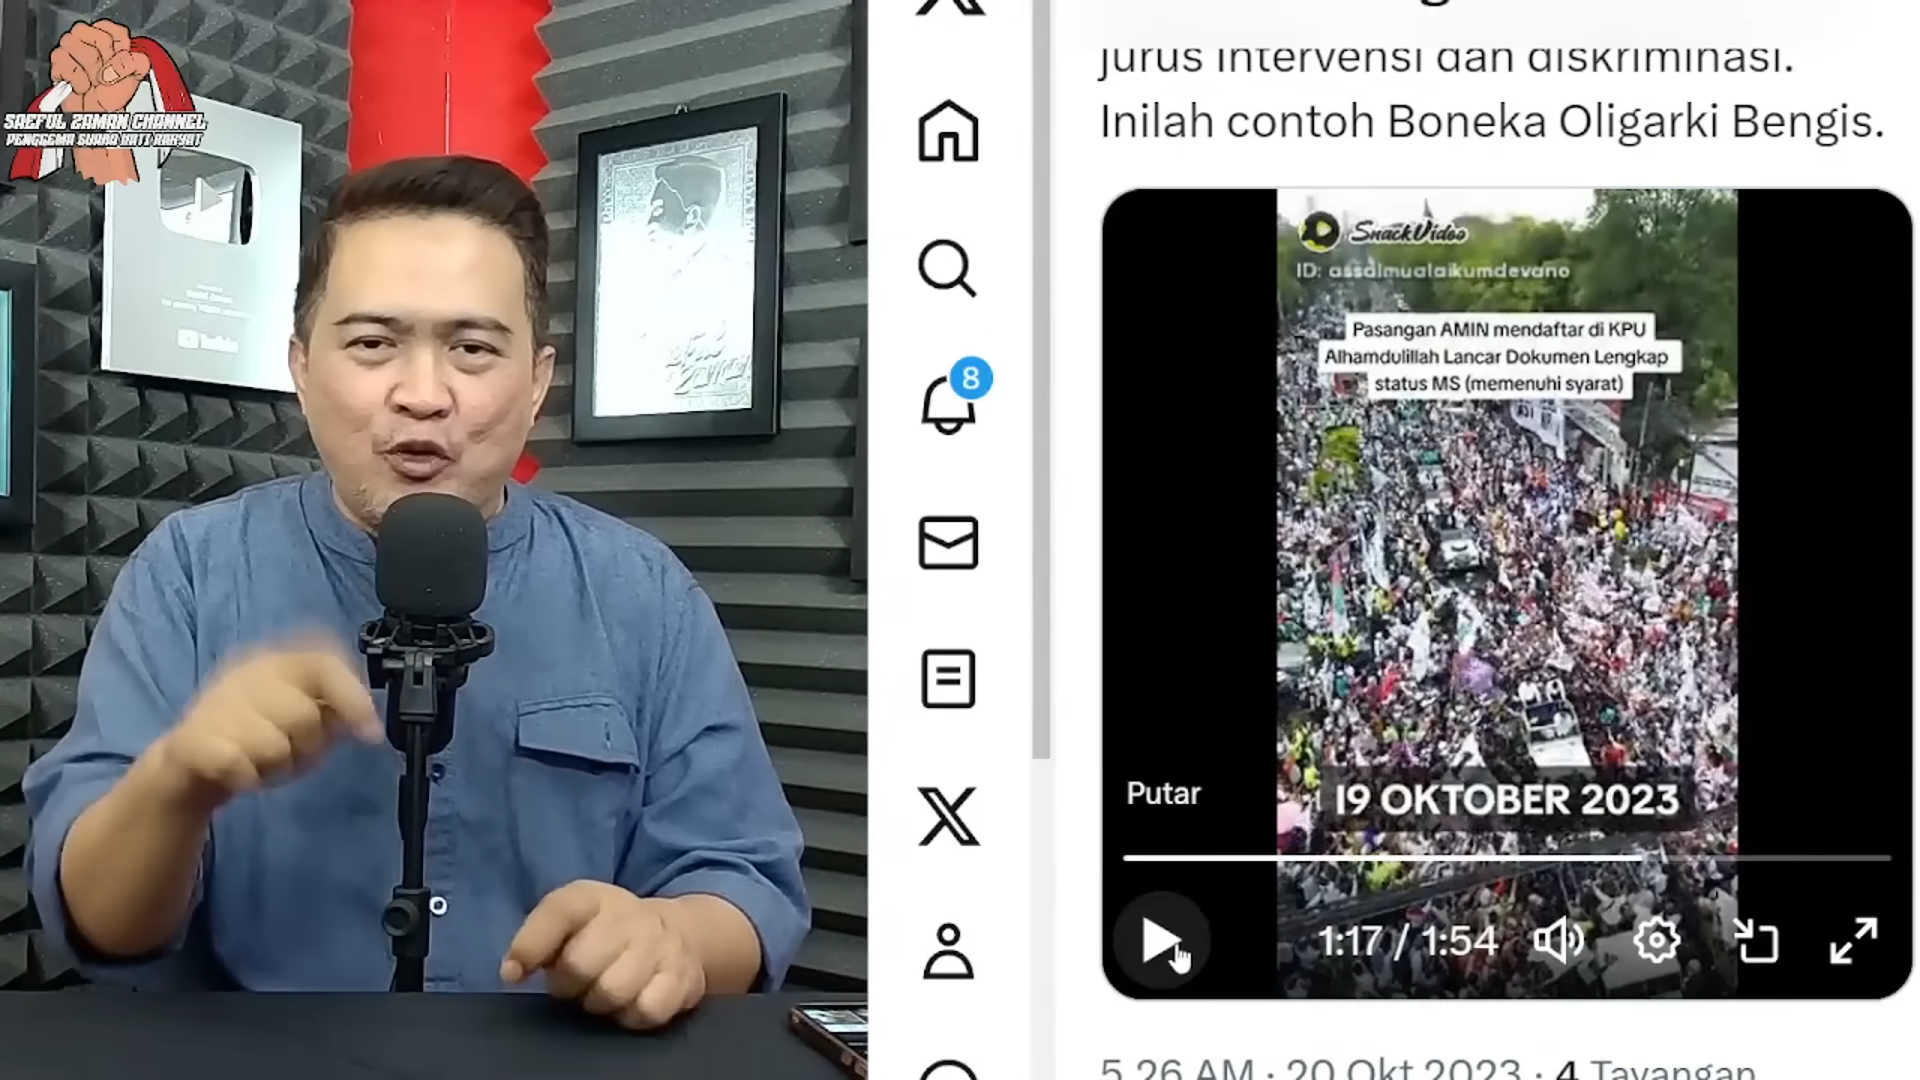 SAEFUL ZAMAN CHANNEL
PENGGEMA SUARA HATI RAKYAT
jurus intervensi dan diskriminasi.
Inilah contoh Boneka Oligarki Bengis.
SnackVideo
ID: assalmualaikumdevano
Pasangan AMIN mendaftar di KPU
Alhamdulillah Lancar Dokumen Lengkap
status MS (memenuhi syarat)
8
Putar
19 OKTOBER 2023
1:17 / 1:54
5.26 AM · 20 Okt 2023 · 4 Tayangan
YouTube